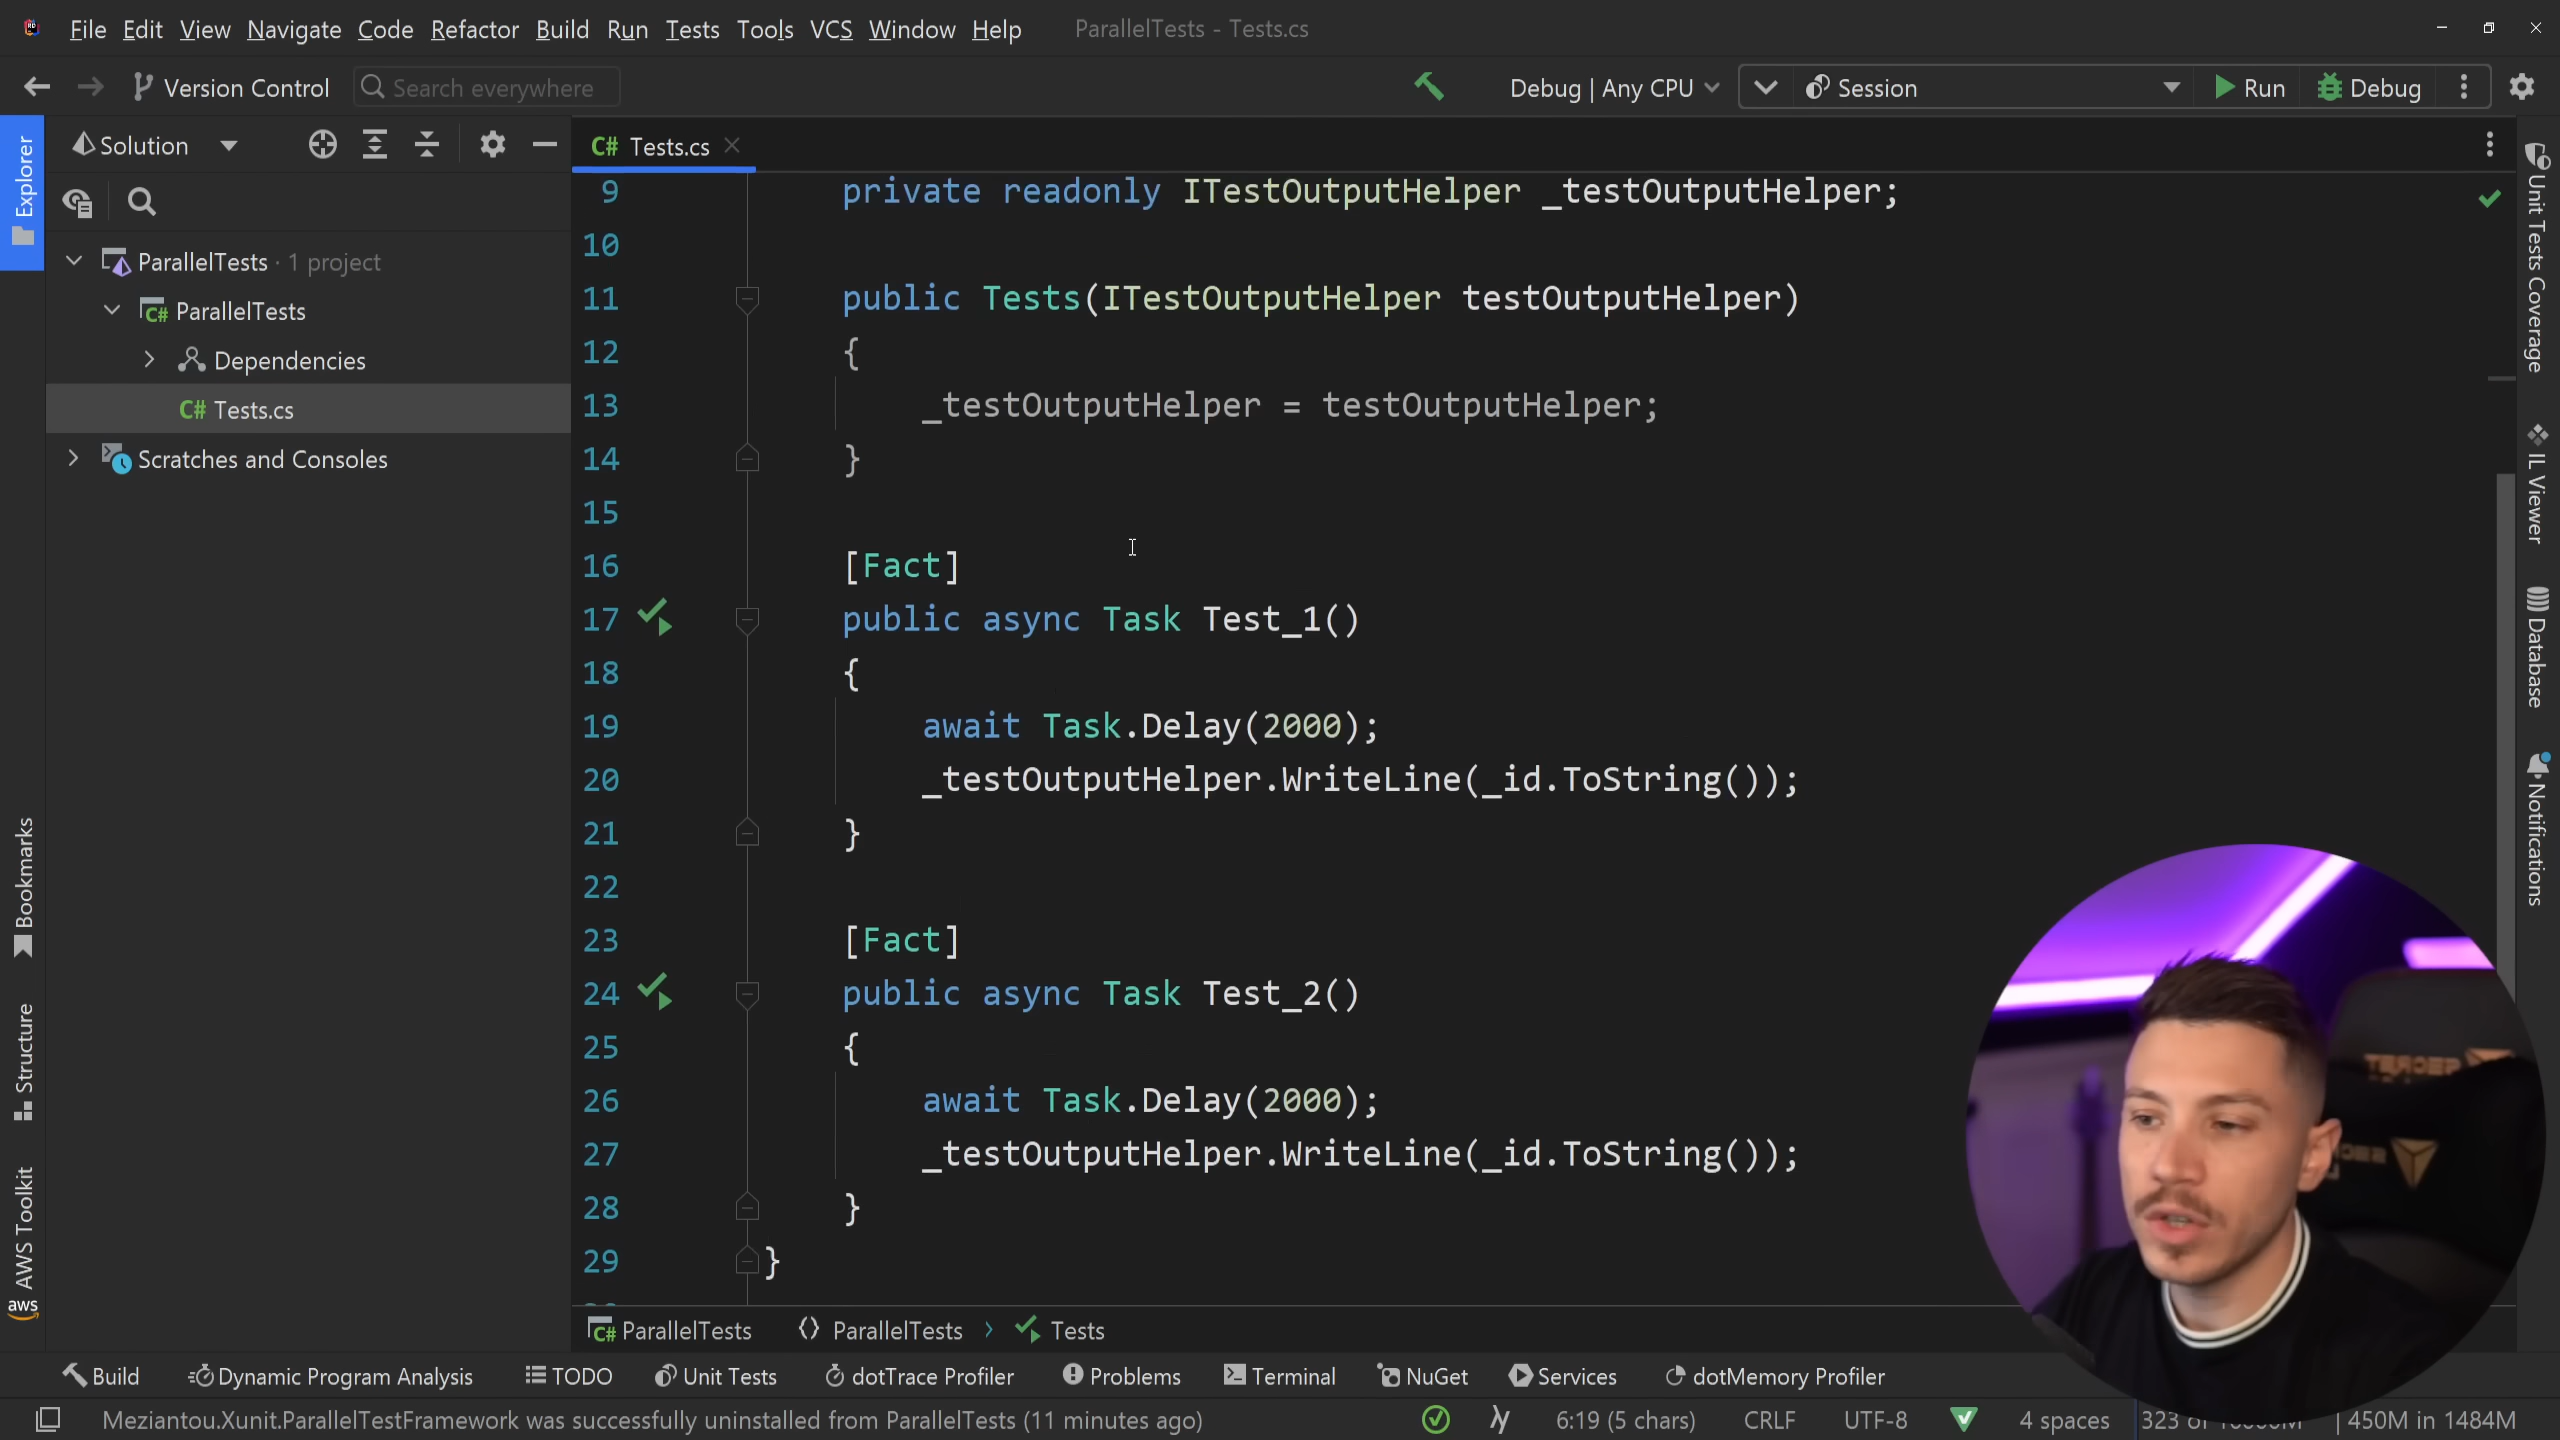 File Edit View Navigate Code Refactor Build Run Tests Tools VCS Window Help ParallelTests - Tests.cs
Version Control Search everywhere Debug | Any CPU Session Run Debug
Explorer
Solution
C# Tests.cs
ParallelTests · 1 project
C# ParallelTests
Dependencies
C# Tests.cs
Scratches and Consoles
Bookmarks
Structure
AWS Toolkit
aws
9 private readonly ITestOutputHelper _testOutputHelper;
10
11 public Tests(ITestOutputHelper testOutputHelper)
12 {
13 _testOutputHelper = testOutputHelper;
14 }
15
16 [Fact]
17 public async Task Test_1()
18 {
19 await Task.Delay(2000);
20 _testOutputHelper.WriteLine(_id.ToString());
21 }
22
23 [Fact]
24 public async Task Test_2()
25 {
26 await Task.Delay(2000);
27 _testOutputHelper.WriteLine(_id.ToString());
28 }
29 }
Unit Tests Coverage
IL Viewer
Database
Notifications
C# ParallelTests ParallelTests Tests
Build Dynamic Program Analysis TODO Unit Tests dotTrace Profiler Problems Terminal NuGet Services dotMemory Profiler
Meziantou.Xunit.ParallelTestFramework was successfully uninstalled from ParallelTests (11 minutes ago) 6:19 (5 chars) CRLF UTF-8 4 spaces 323 of 450M in 1484M